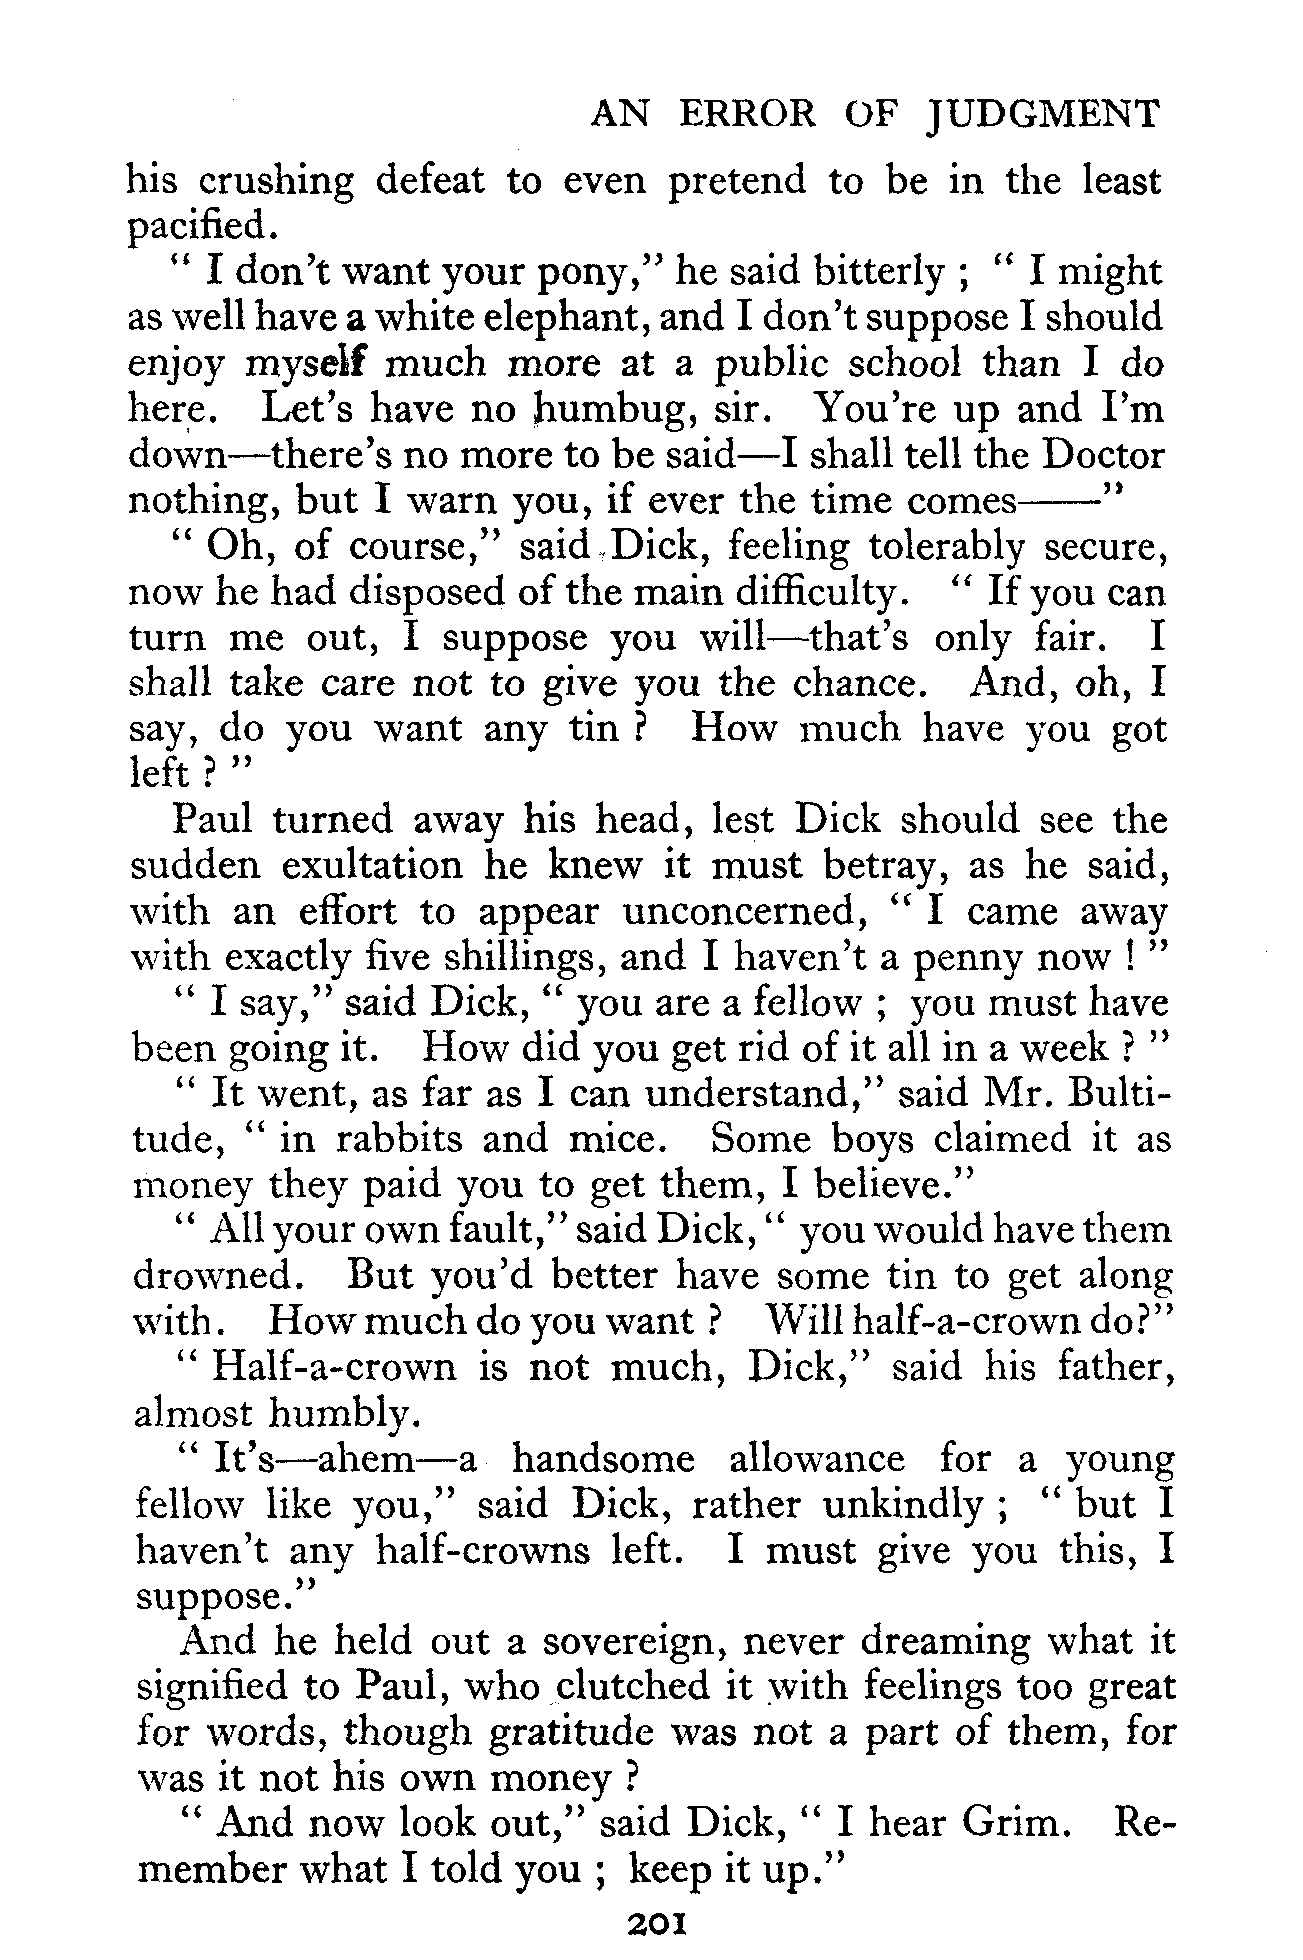 AN ERROR OF JUDGMENT
his crushing defeat to even pretend to be in the least
pacified.
“ I don’t want your pony,” he said bitterly ; “ I might
as well have a white elephant, and I don’t suppose I should
enjoy myself much more at a public school than I do
here. Let’s have no humbug, sir. You’re up and I’m
down—there’s no more to be said—I shall tell the Doctor
nothing, but I warn you, if ever the time comes——”
“ Oh, of course,” said Dick, feeling tolerably secure,
now he had disposed of the main difficulty. “ If you can
turn me out, I suppose you will—that’s only fair. I
shall take care not to give you the chance. And, oh, I
say, do you want any tin ? How much have you got
left ? ”
Paul turned away his head, lest Dick should see the
sudden exultation he knew it must betray, as he said,
with an effort to appear unconcerned, “ I came away
with exactly five shillings, and I haven’t a penny now ! ”
“ I say,” said Dick, “ you are a fellow ; you must have
been going it. How did you get rid of it all in a week ? ”
“ It went, as far as I can understand,” said Mr. Bulti-
tude, “ in rabbits and mice. Some boys claimed it as
money they paid you to get them, I believe.”
“ All your own fault,” said Dick, “ you would have them
drowned. But you’d better have some tin to get along
with. How much do you want ? Will half-a-crown do?”
“ Half-a-crown is not much, Dick,” said his father,
almost humbly.
“ It’s—ahem—a handsome allowance for a young
fellow like you,” said Dick, rather unkindly ; “ but I
haven’t any half-crowns left. I must give you this, I
suppose.”
And he held out a sovereign, never dreaming what it
signified to Paul, who clutched it with feelings too great
for words, though gratitude was not a part of them, for
was it not his own money ?
“ And now look out,” said Dick, “ I hear Grim. Re-
member what I told you ; keep it up.”
201